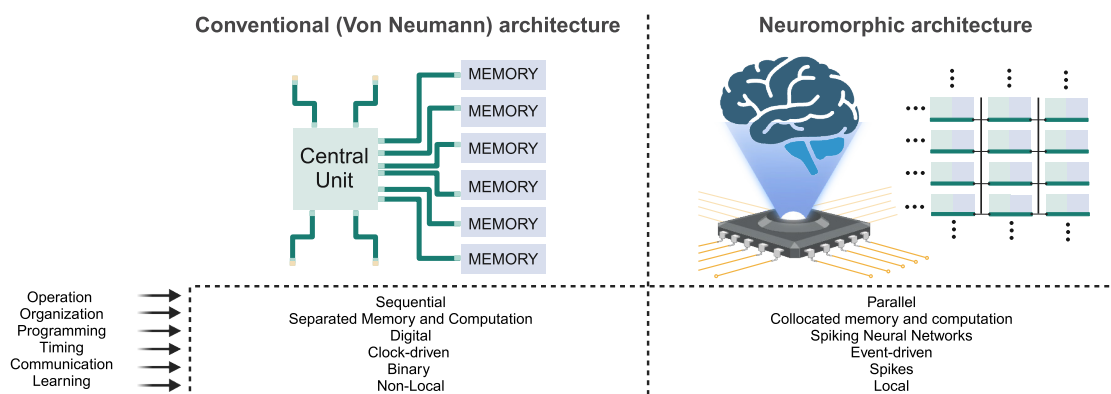 Conventional (Von Neumann) architecture
Neuromorphic architecture
Central
Unit
MEMORY
MEMORY
MEMORY
MEMORY
MEMORY
MEMORY
Operation
Organization
Programming
Timing
Communication
Learning
Sequential
Separated Memory and Computation
Digital
Clock-driven
Binary
Non-Local
Parallel
Collocated memory and computation
Spiking Neural Networks
Event-driven
Spikes
Local